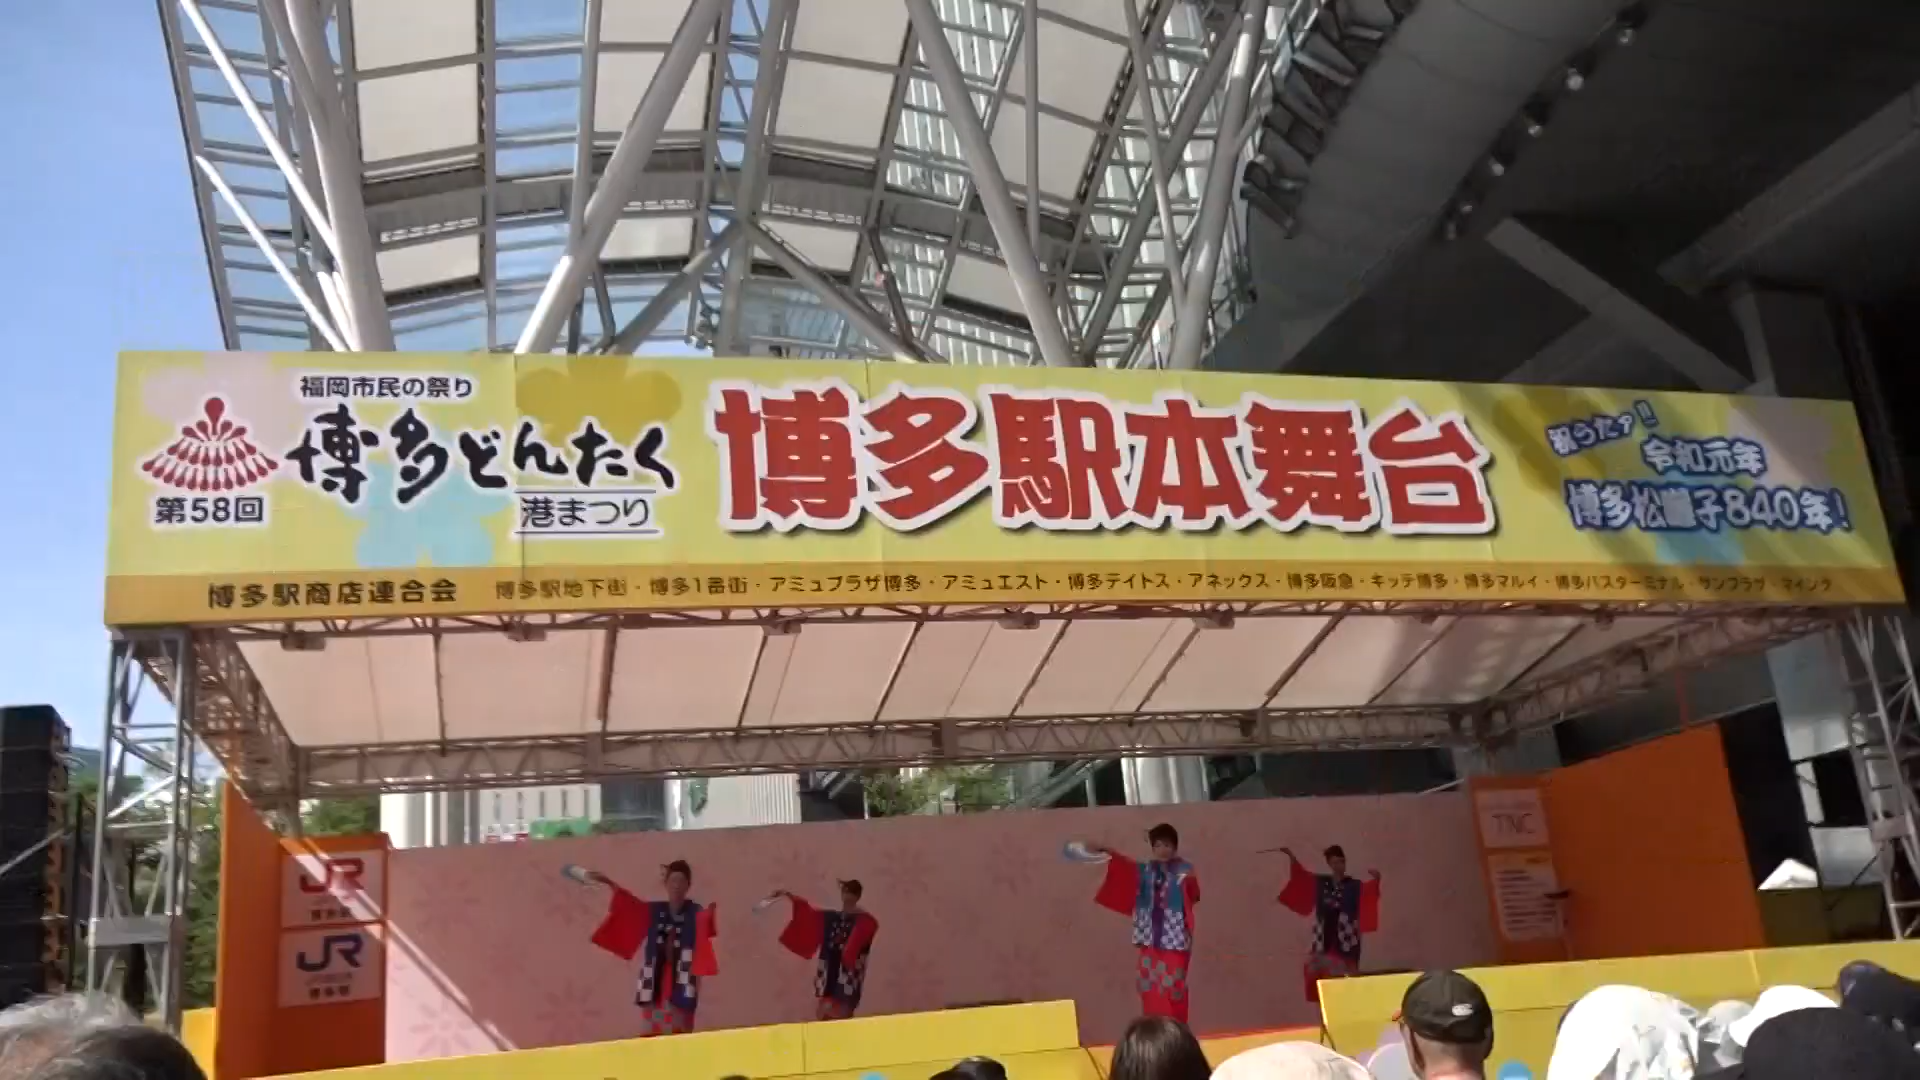 福岡市民の祭り
博多どんたく
港まつり
第58回
博多駅本舞台
祝うたァ!!
令和元年
博多松囃子840年!
博多駅商店連合会 博多駅地下街・博多1番街・アミュプラザ博多・アミュエスト・博多デイトス・アネックス・博多阪急・キッテ博多・博多マルイ・博多バスターミナル・サンプラザ・マイング
JR
JR
TNC